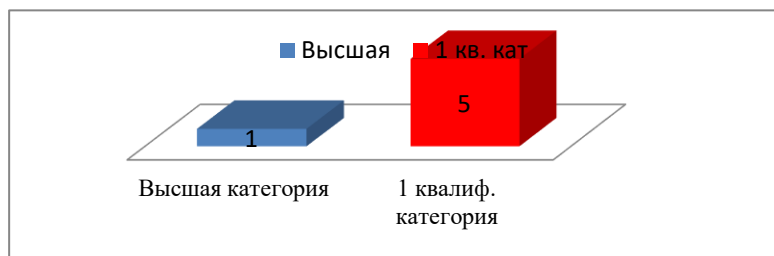 Высшая 1 кв. кат
1
5
Высшая категория
1 квалиф.
категория